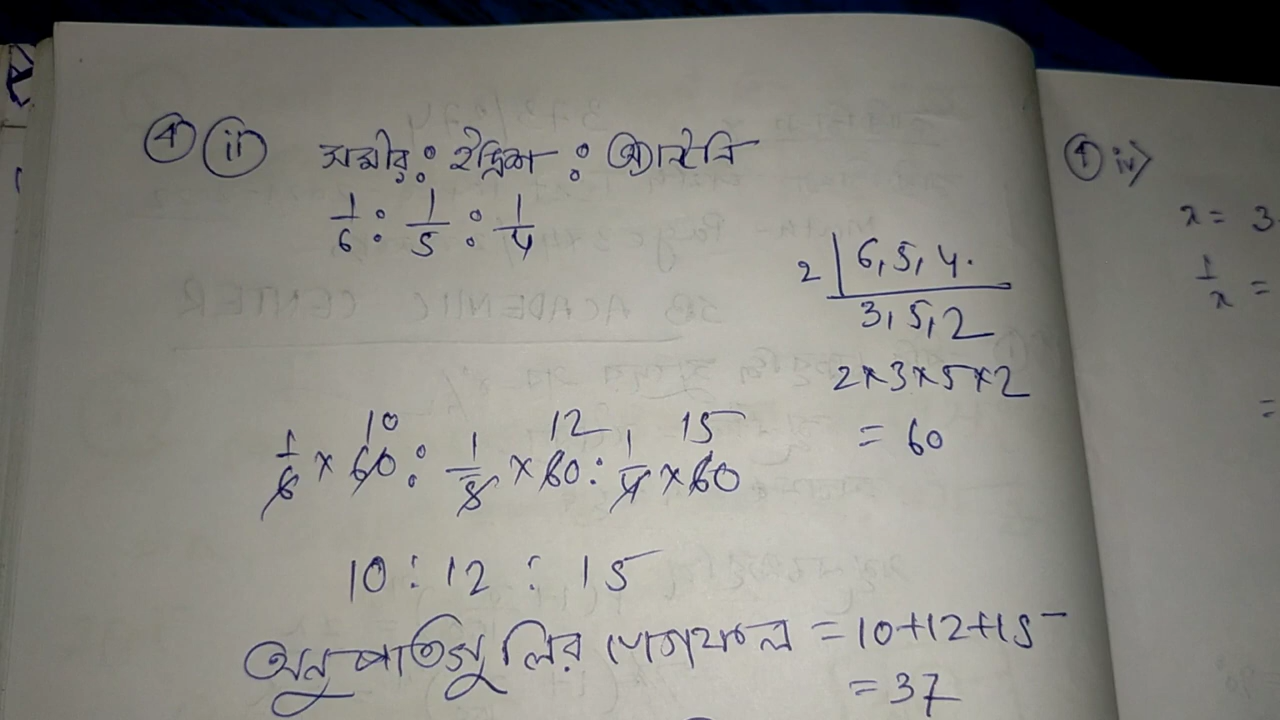 4 ii সমীর : ইদ্রিশ : অ্যান্টনি
1/6 : 1/5 : 1/4
2 | 6, 5, 4.
3, 5, 2
2×3×5×2
= 60
1/6 × 60 : 1/5 × 60 : 1/4 × 60
10 12 15
10 : 12 : 15
অনুপাতগুলির যোগফল = 10+12+15
= 37
4 iv>
x = 3
1/x =
=